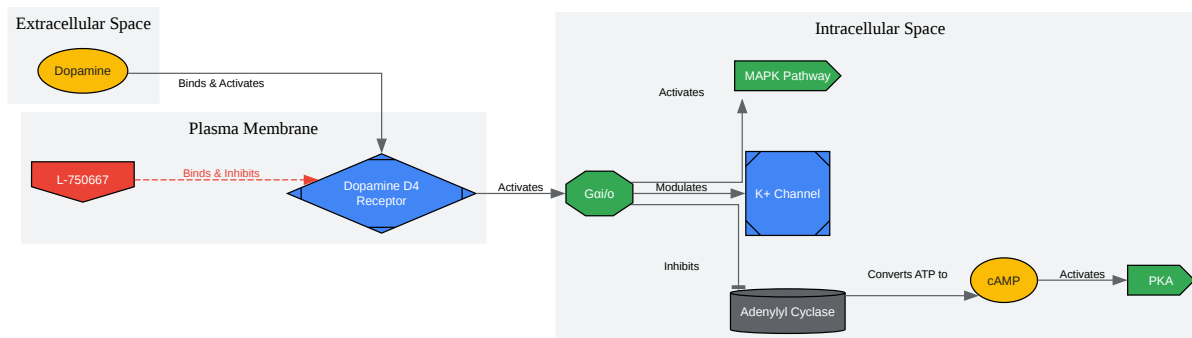 Extracellular Space
Dopamine
Binds & Activates
Plasma Membrane
L-750667
Binds & Inhibits
Dopamine D4
Receptor
Activates
Intracellular Space
Gαi/o
Activates
MAPK Pathway
Modulates
K+ Channel
Inhibits
Adenylyl Cyclase
Converts ATP to
cAMP
Activates
PKA